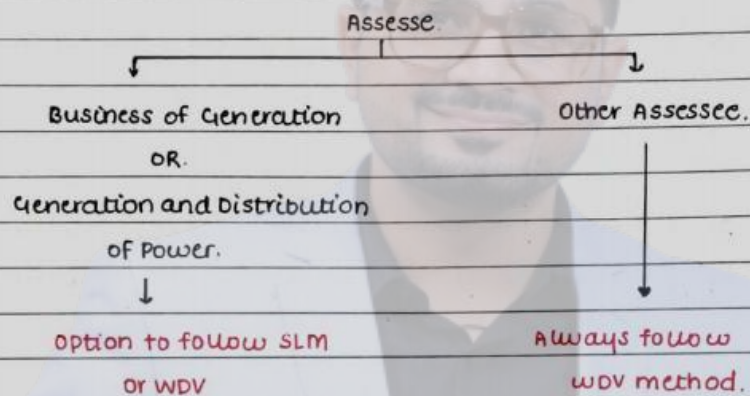 Assesse.
Business of Generation
OR.
Generation and Distribution
of Power.
Option to follow SLM
or WDV
Other Assessee.
Always follow
WDV method.